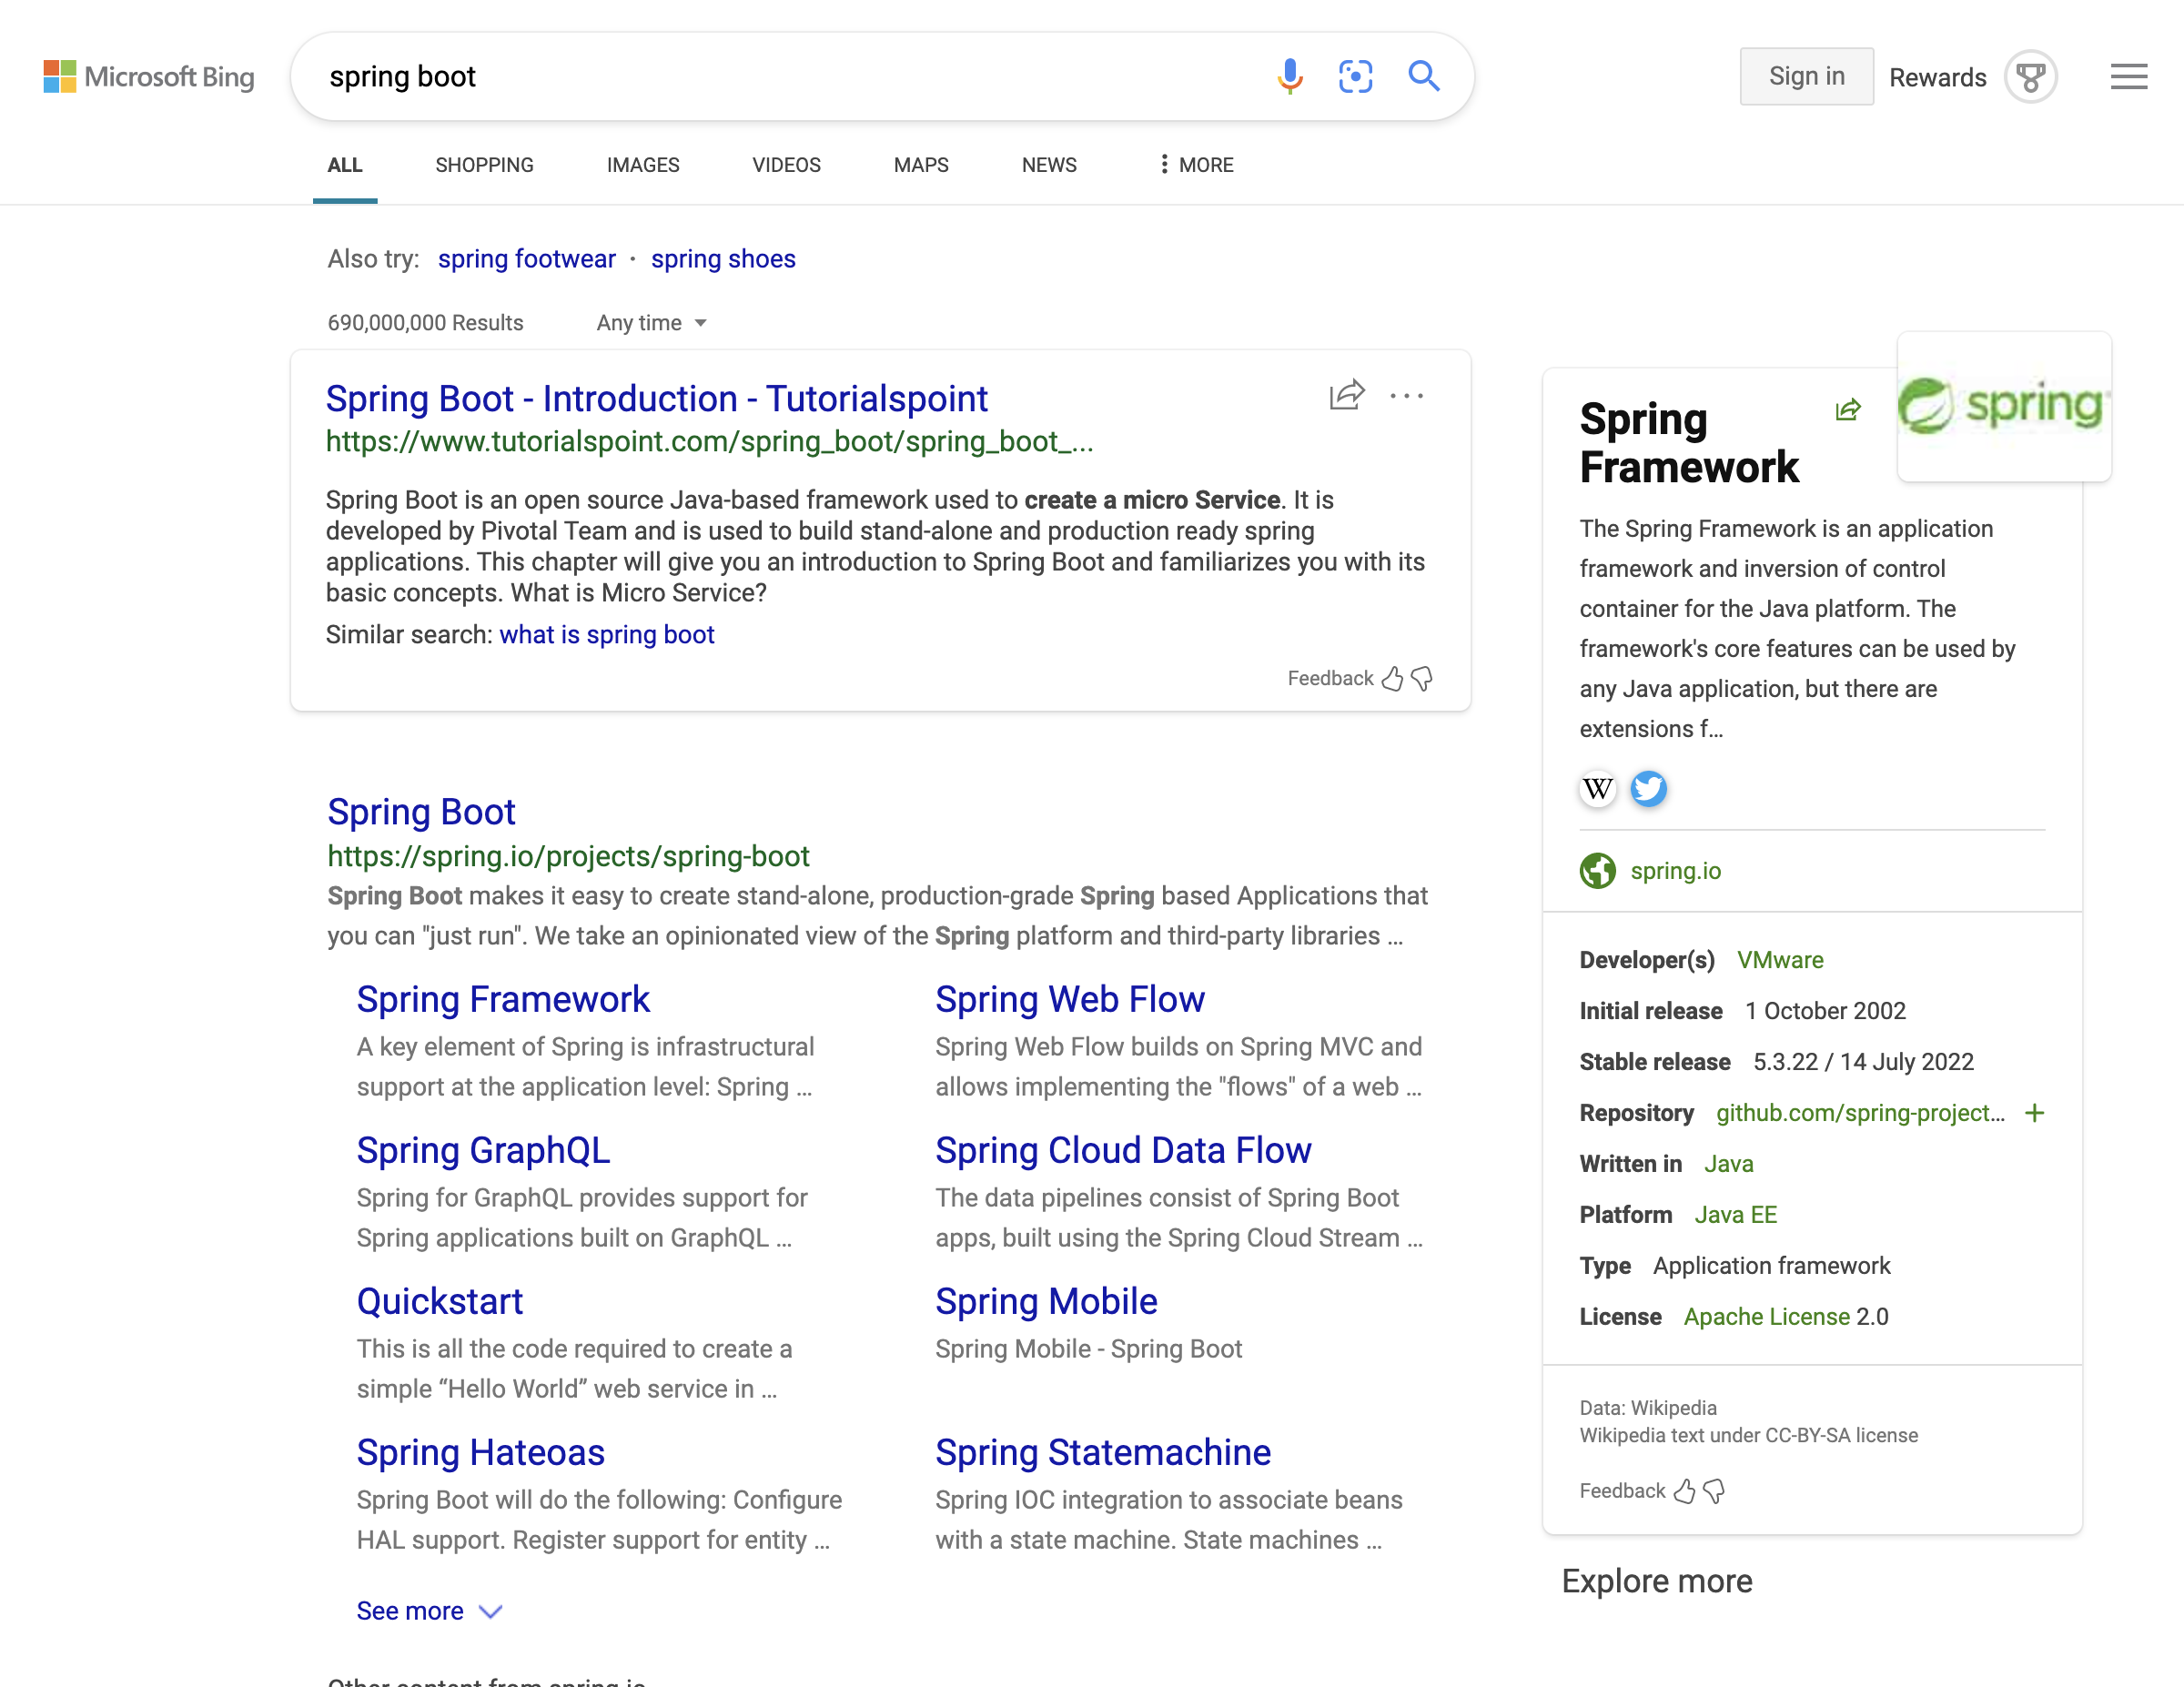 Microsoft Bing
spring boot
Sign in
Rewards
ALL
SHOPPING
IMAGES
VIDEOS
MAPS
NEWS
MORE
Also try: spring footwear · spring shoes
690,000,000 Results
Any time
Spring Boot - Introduction - Tutorialspoint
https://www.tutorialspoint.com/spring_boot/spring_boot_...
Spring Boot is an open source Java-based framework used to create a micro Service. It is
developed by Pivotal Team and is used to build stand-alone and production ready spring
applications. This chapter will give you an introduction to Spring Boot and familiarizes you with its
basic concepts. What is Micro Service?
Similar search: what is spring boot
Feedback
Spring Boot
https://spring.io/projects/spring-boot
Spring Boot makes it easy to create stand-alone, production-grade Spring based Applications that
you can "just run". We take an opinionated view of the Spring platform and third-party libraries ...
Spring Framework
A key element of Spring is infrastructural
support at the application level: Spring ...
Spring Web Flow
Spring Web Flow builds on Spring MVC and
allows implementing the "flows" of a web ...
Spring GraphQL
Spring for GraphQL provides support for
Spring applications built on GraphQL ...
Spring Cloud Data Flow
The data pipelines consist of Spring Boot
apps, built using the Spring Cloud Stream ...
Quickstart
This is all the code required to create a
simple “Hello World” web service in ...
Spring Mobile
Spring Mobile - Spring Boot
Spring Hateoas
Spring Boot will do the following: Configure
HAL support. Register support for entity ...
Spring Statemachine
Spring IOC integration to associate beans
with a state machine. State machines ...
See more
Other content from spring.io
spring
Spring
Framework
The Spring Framework is an application
framework and inversion of control
container for the Java platform. The
framework's core features can be used by
any Java application, but there are
extensions f...
W
spring.io
Developer(s) VMware
Initial release 1 October 2002
Stable release 5.3.22 / 14 July 2022
Repository github.com/spring-project... +
Written in Java
Platform Java EE
Type Application framework
License Apache License 2.0
Data: Wikipedia
Wikipedia text under CC-BY-SA license
Feedback
Explore more